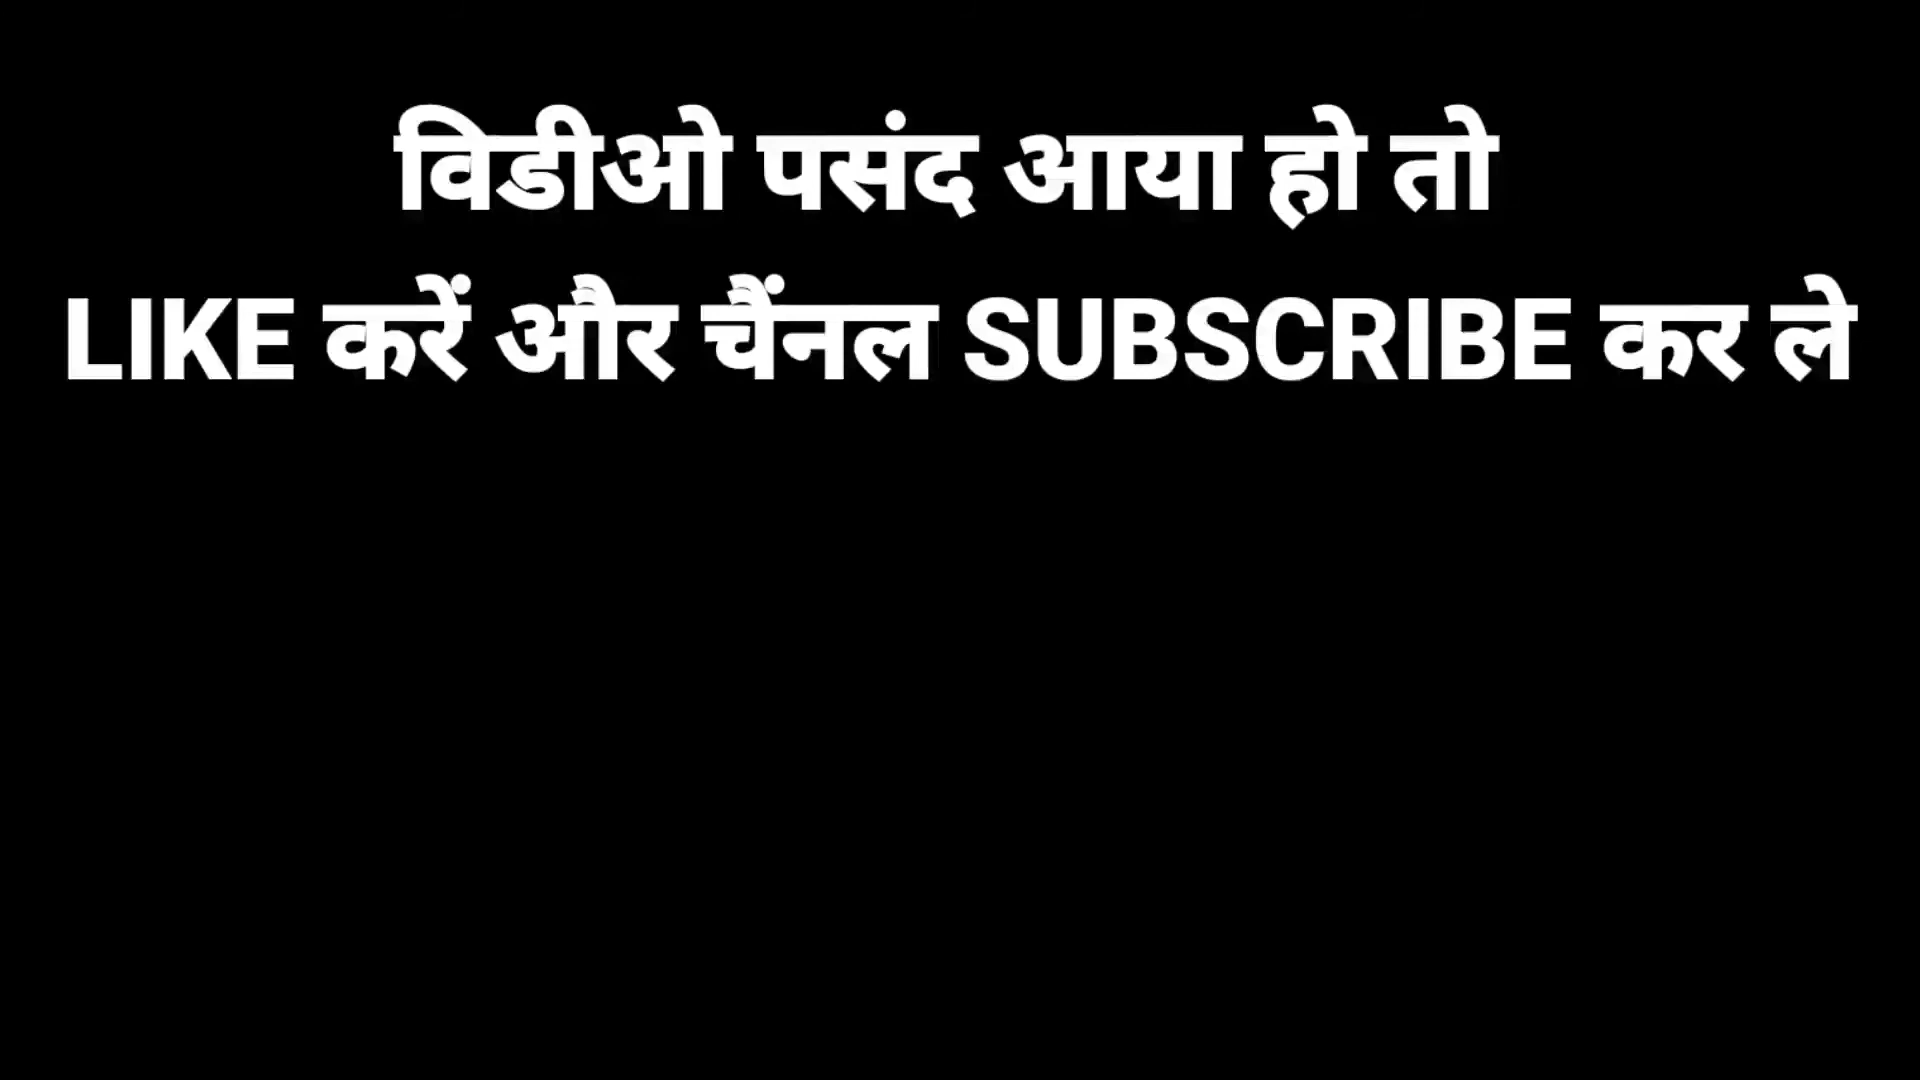 विडीओ पसंद आया हो तो
LIKE करें और चैंनल SUBSCRIBE कर ले